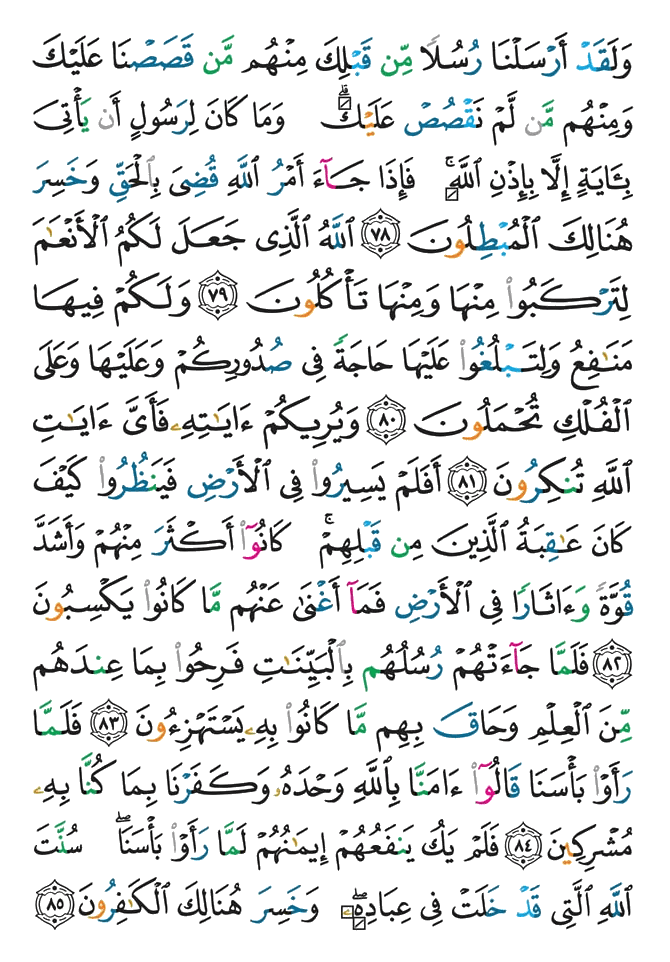 وَلَقَدْ أَرْسَلْنَا رُسُلًا مِّن قَبْلِكَ مِنْهُم مَّن قَصَصْنَا عَلَيْكَ
وَمِنْهُم مَّن لَّمْ نَقْصُصْ عَلَيْكَ ۗ وَمَا كَانَ لِرَسُولٍ أَن يَأْتِىَ
بِـَٔايَةٍ إِلَّا بِإِذْنِ ٱللَّهِ ۚ فَإِذَا جَآءَ أَمْرُ ٱللَّهِ قُضِىَ بِٱلْحَقِّ وَخَسِرَ
هُنَالِكَ ٱلْمُبْطِلُونَ ٧٨ ٱللَّهُ ٱلَّذِى جَعَلَ لَكُمُ ٱلْأَنْعَـٰمَ
لِتَرْكَبُوا۟ مِنْهَا وَمِنْهَا تَأْكُلُونَ ٧٩ وَلَكُمْ فِيهَا
مَنَـٰفِعُ وَلِتَبْلُغُوا۟ عَلَيْهَا حَاجَةً فِى صُدُورِكُمْ وَعَلَيْهَا وَعَلَى
ٱلْفُلْكِ تُحْمَلُونَ ٨٠ وَيُرِيكُمْ ءَايَـٰتِهِۦ فَأَىَّ ءَايَـٰتِ
ٱللَّهِ تُنكِرُونَ ٨١ أَفَلَمْ يَسِيرُوا۟ فِى ٱلْأَرْضِ فَيَنظُرُوا۟ كَيْفَ
كَانَ عَـٰقِبَةُ ٱلَّذِينَ مِن قَبْلِهِمْ ۚ كَانُوٓا۟ أَكْثَرَ مِنْهُمْ وَأَشَدَّ
قُوَّةً وَءَاثَارًا فِى ٱلْأَرْضِ فَمَآ أَغْنَىٰ عَنْهُم مَّا كَانُوا۟ يَكْسِبُونَ
٨٢ فَلَمَّا جَآءَتْهُمْ رُسُلُهُم بِٱلْبَيِّنَـٰتِ فَرِحُوا۟ بِمَا عِندَهُم
مِّنَ ٱلْعِلْمِ وَحَاقَ بِهِم مَّا كَانُوا۟ بِهِۦ يَسْتَهْزِءُونَ ٨٣ فَلَمَّا
رَأَوْا۟ بَأْسَنَا قَالُوٓا۟ ءَامَنَّا بِٱللَّهِ وَحْدَهُۥ وَكَفَرْنَا بِمَا كُنَّا بِهِۦ
مُشْرِكِينَ ٨٤ فَلَمْ يَكُ يَنفَعُهُمْ إِيمَـٰنُهُمْ لَمَّا رَأَوْا۟ بَأْسَنَا ۖ سُنَّتَ
ٱللَّهِ ٱلَّتِى قَدْ خَلَتْ فِى عِبَادِهِۦ ۖ وَخَسِرَ هُنَالِكَ ٱلْكَـٰفِرُونَ ٨٥